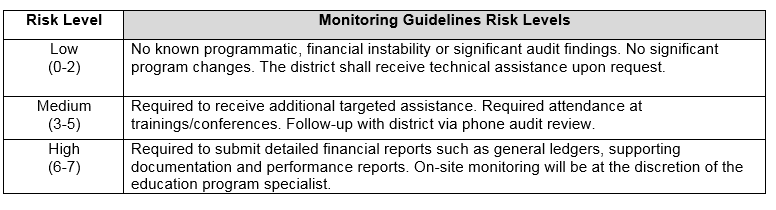 Risk Level Monitoring Guidelines Risk Levels
Low
(0-2)
No known programmatic, financial instability or significant audit findings. No significant
program changes. The district shall receive technical assistance upon request.
Medium
(3-5)
Required to receive additional targeted assistance. Required attendance at
trainings/conferences. Follow-up with district via phone audit review.
High
(6-7)
Required to submit detailed financial reports such as general ledgers, supporting
documentation and performance reports. On-site monitoring will be at the discretion of the
education program specialist.